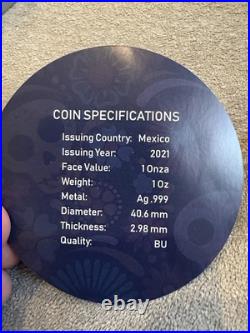 COIN SPECIFICATIONS
Issuing Country: Mexico
Issuing Year: 2021
Face Value: 1 Onza
Weight: 1 Oz
Metal: Ag .999
Diameter: 40.6 mm
Thickness: 2.98 mm
Quality: BU